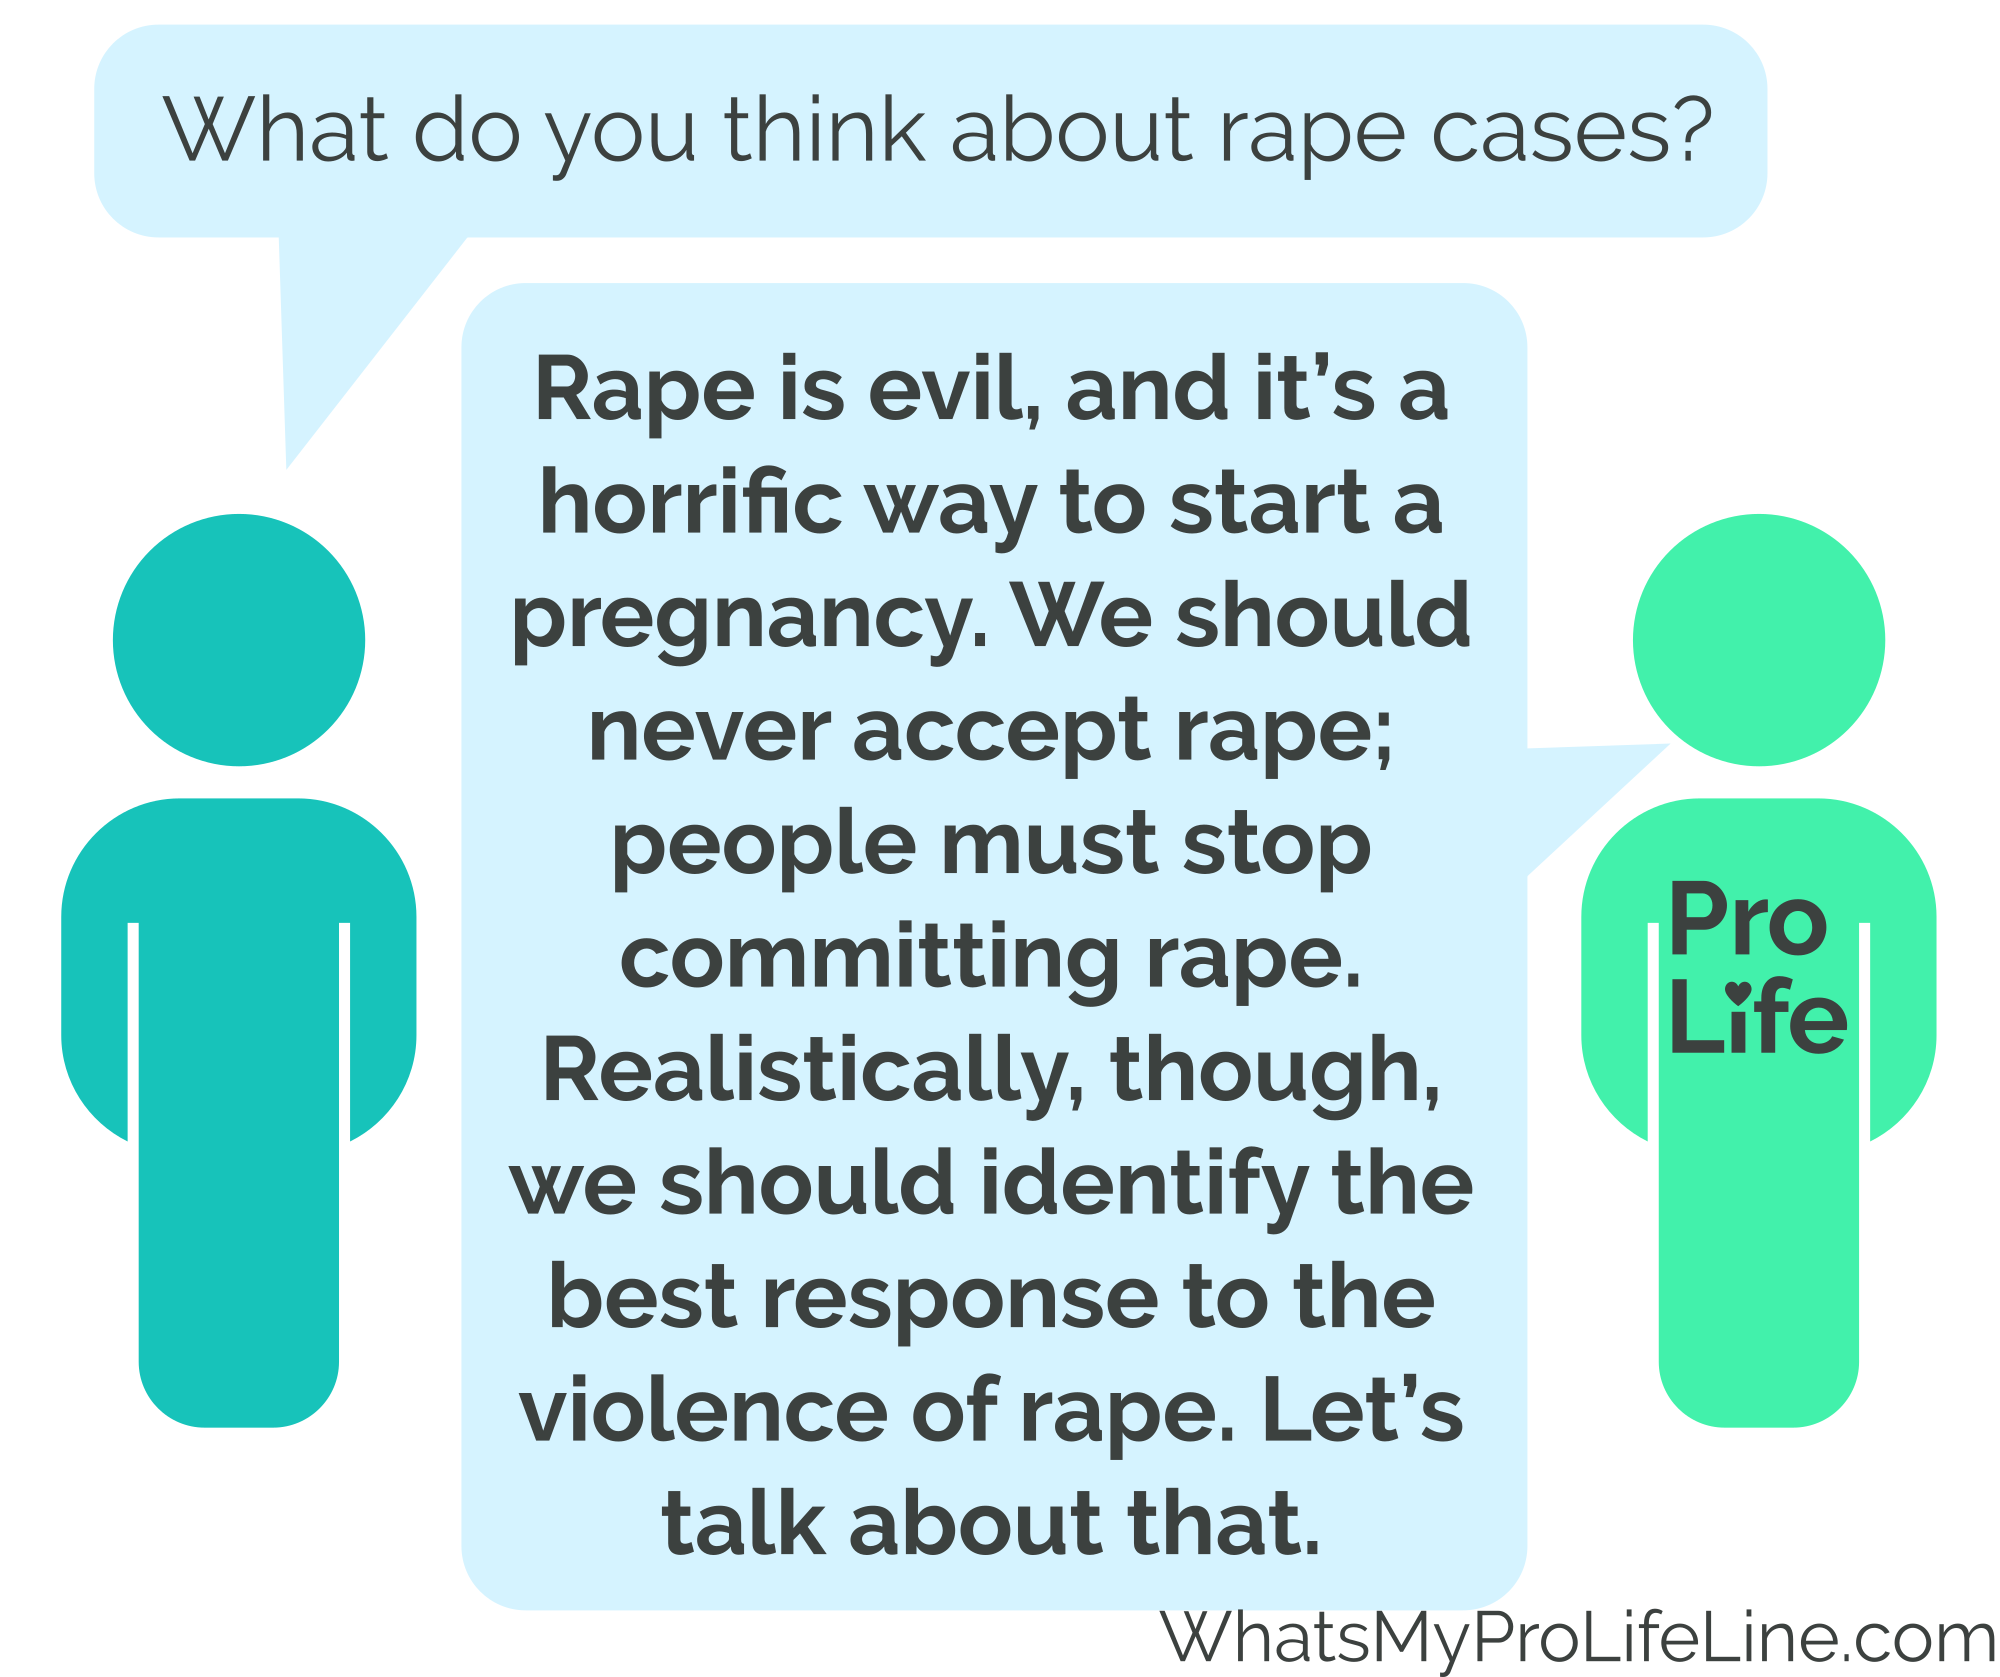 What do you think about rape cases?
Rape is evil, and it’s a
horrific way to start a
pregnancy. We should
never accept rape;
people must stop
committing rape.
Realistically, though,
we should identify the
best response to the
violence of rape. Let’s
talk about that.
Pro
Life
WhatsMyProLifeLine.com